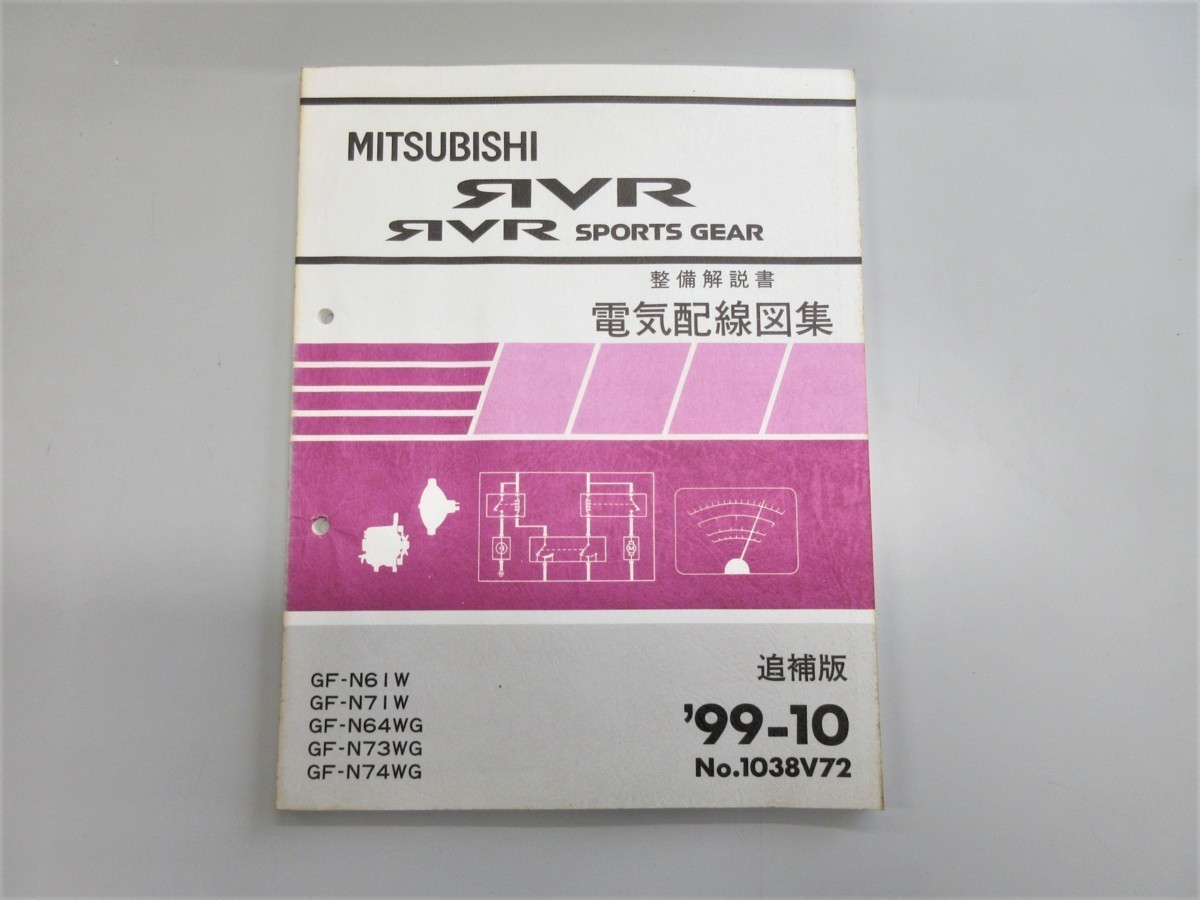 MITSUBISHI
RVR
RVR SPORTS GEAR
整備解説書
電気配線図集
GF-N61W
GF-N71W
GF-N64WG
GF-N73WG
GF-N74WG
追補版
'99-10
No.1038V72